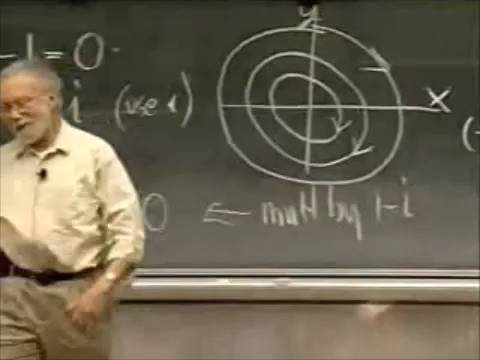 -1=0
y
i (use i)
x
(-
0 ← mult by 1-i